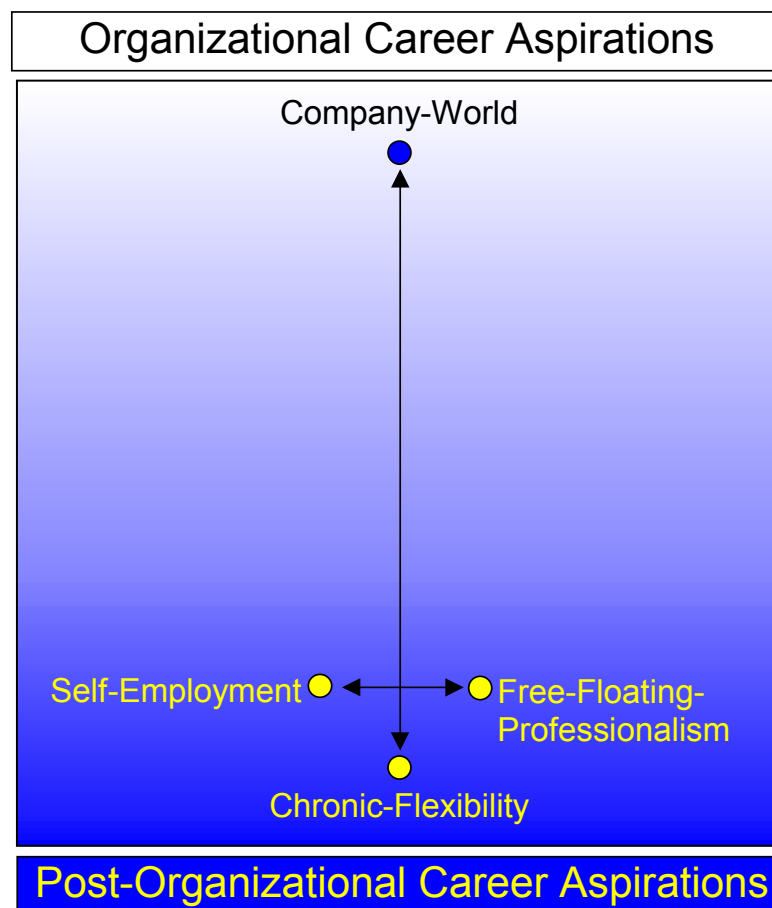 Organizational Career Aspirations
Company-World
Self-Employment
Free-Floating-
Professionalism
Chronic-Flexibility
Post-Organizational Career Aspirations